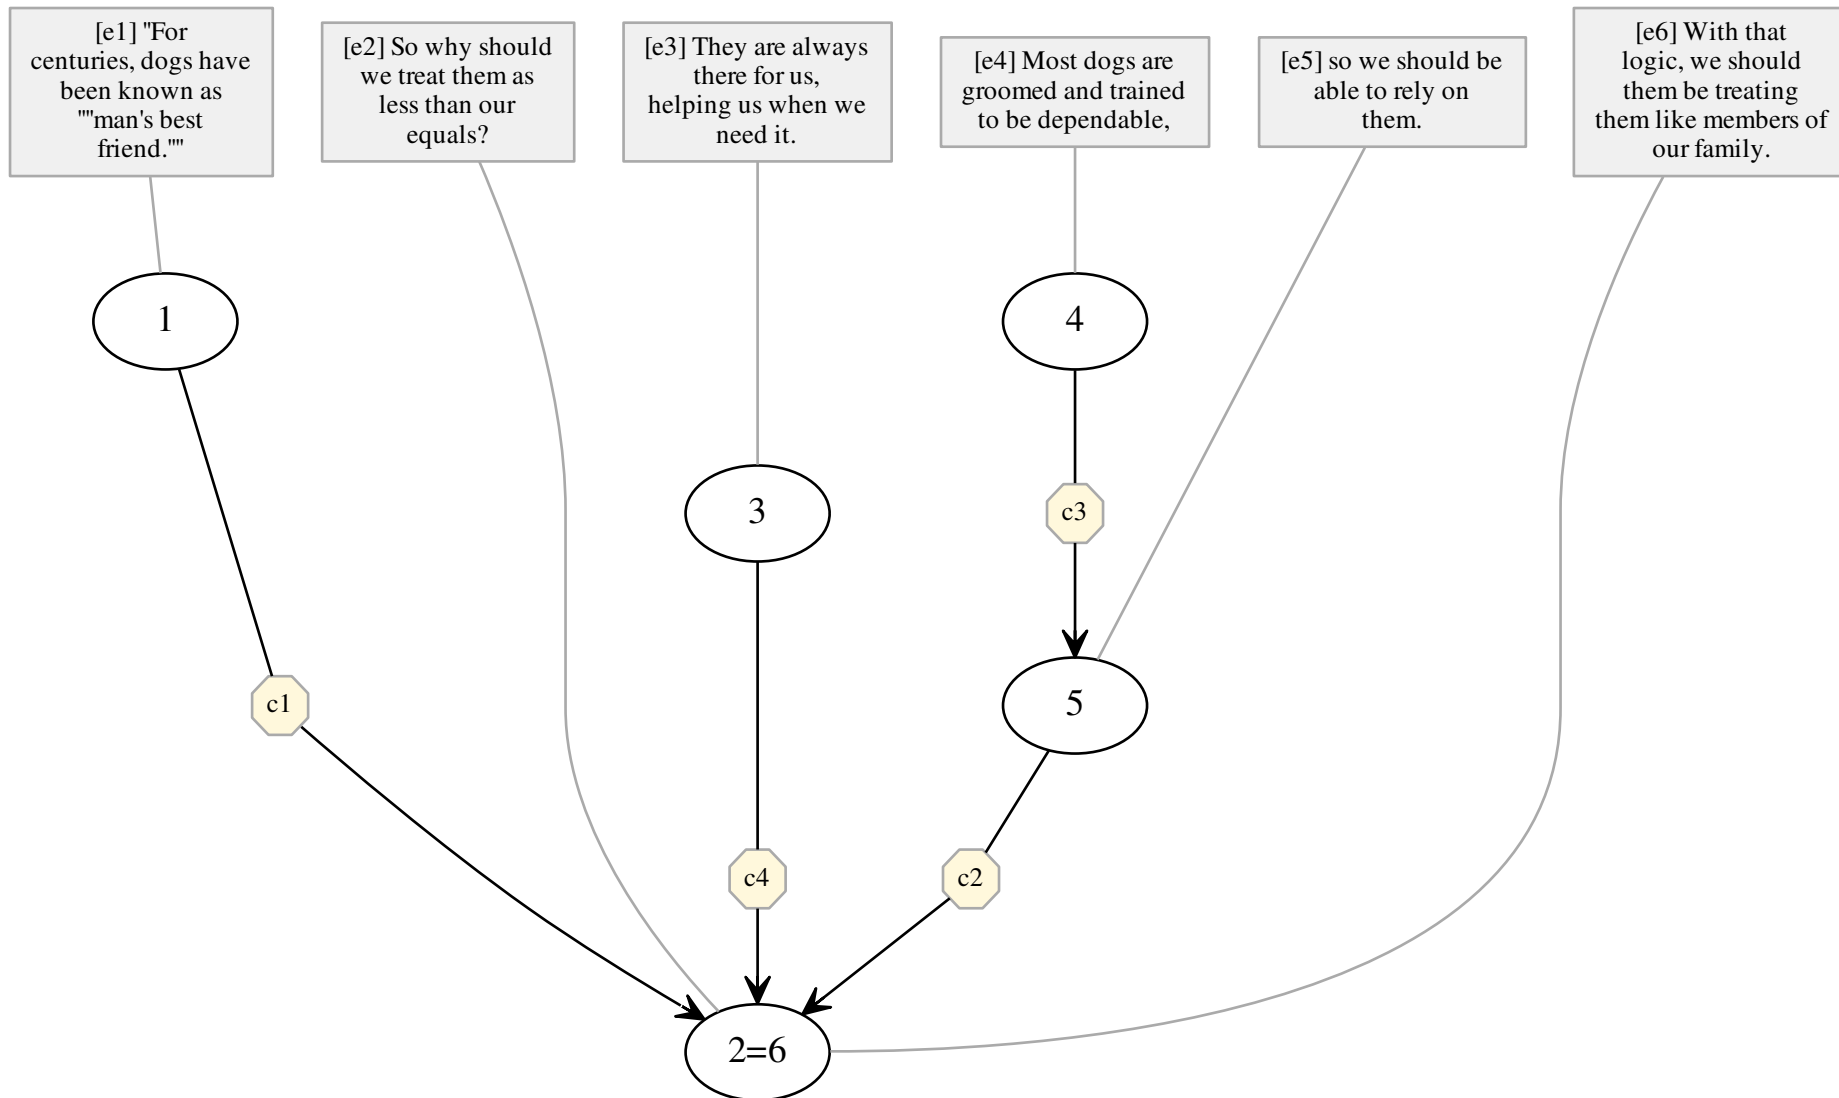 [e1] "For
centuries, dogs have
been known as
""man's best
friend.""
[e2] So why should
we treat them as
less than our
equals?
[e3] They are always
there for us,
helping us when we
need it.
[e4] Most dogs are
groomed and trained
to be dependable,
[e5] so we should be
able to rely on
them.
[e6] With that
logic, we should
them be treating
them like members of
our family.
1
4
3
c3
c1
5
c4
c2
2=6